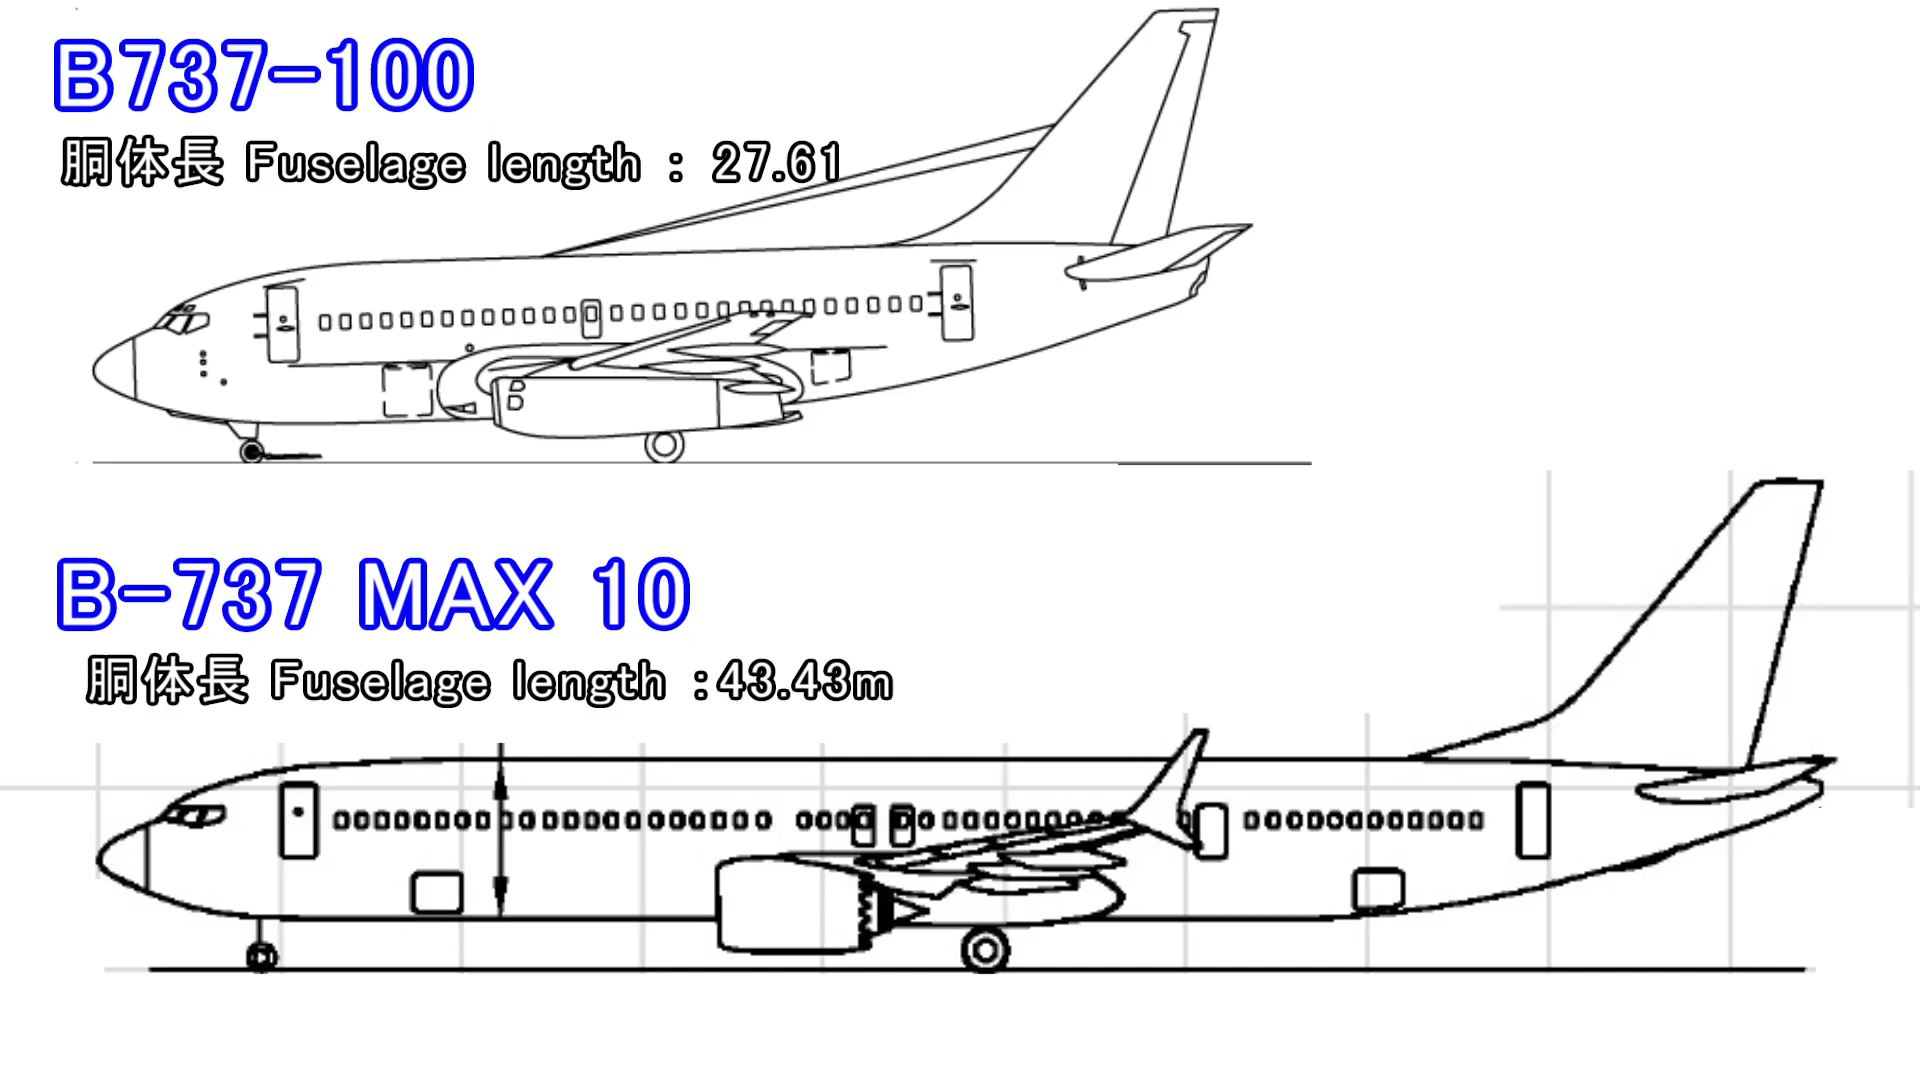 B737-100
胴体長 Fuselage length : 27.61
B-737 MAX 10
胴体長 Fuselage length :43.43m